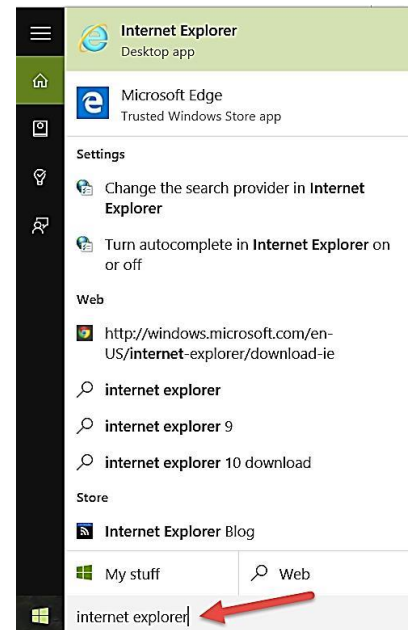 Internet Explorer
Desktop app
Microsoft Edge
Trusted Windows Store app
Settings
Change the search provider in Internet
Explorer
Turn autocomplete in Internet Explorer on
or off
Web
http://windows.microsoft.com/en-
US/internet-explorer/download-ie
internet explorer
internet explorer 9
internet explorer 10 download
Store
Internet Explorer Blog
My stuff
Web
internet explorer